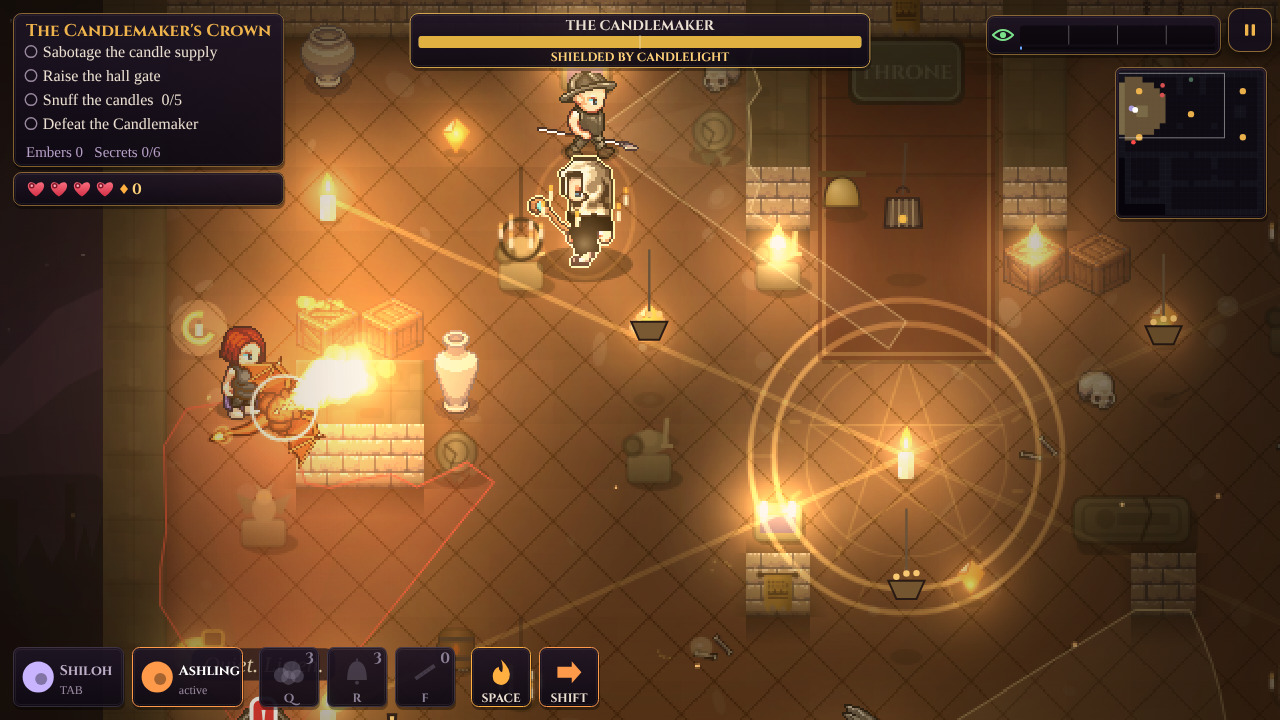 THE CANDLEMAKER'S CROWN
Sabotage the candle supply
Raise the hall gate
Snuff the candles 0/5
Defeat the Candlemaker
Embers 0 Secrets 0/6
0
THE CANDLEMAKER
SHIELDED BY CANDLELIGHT
THRONE
SHILOH
TAB
ASHLING
active
3
Q
3
R
0
F
SPACE
SHIFT